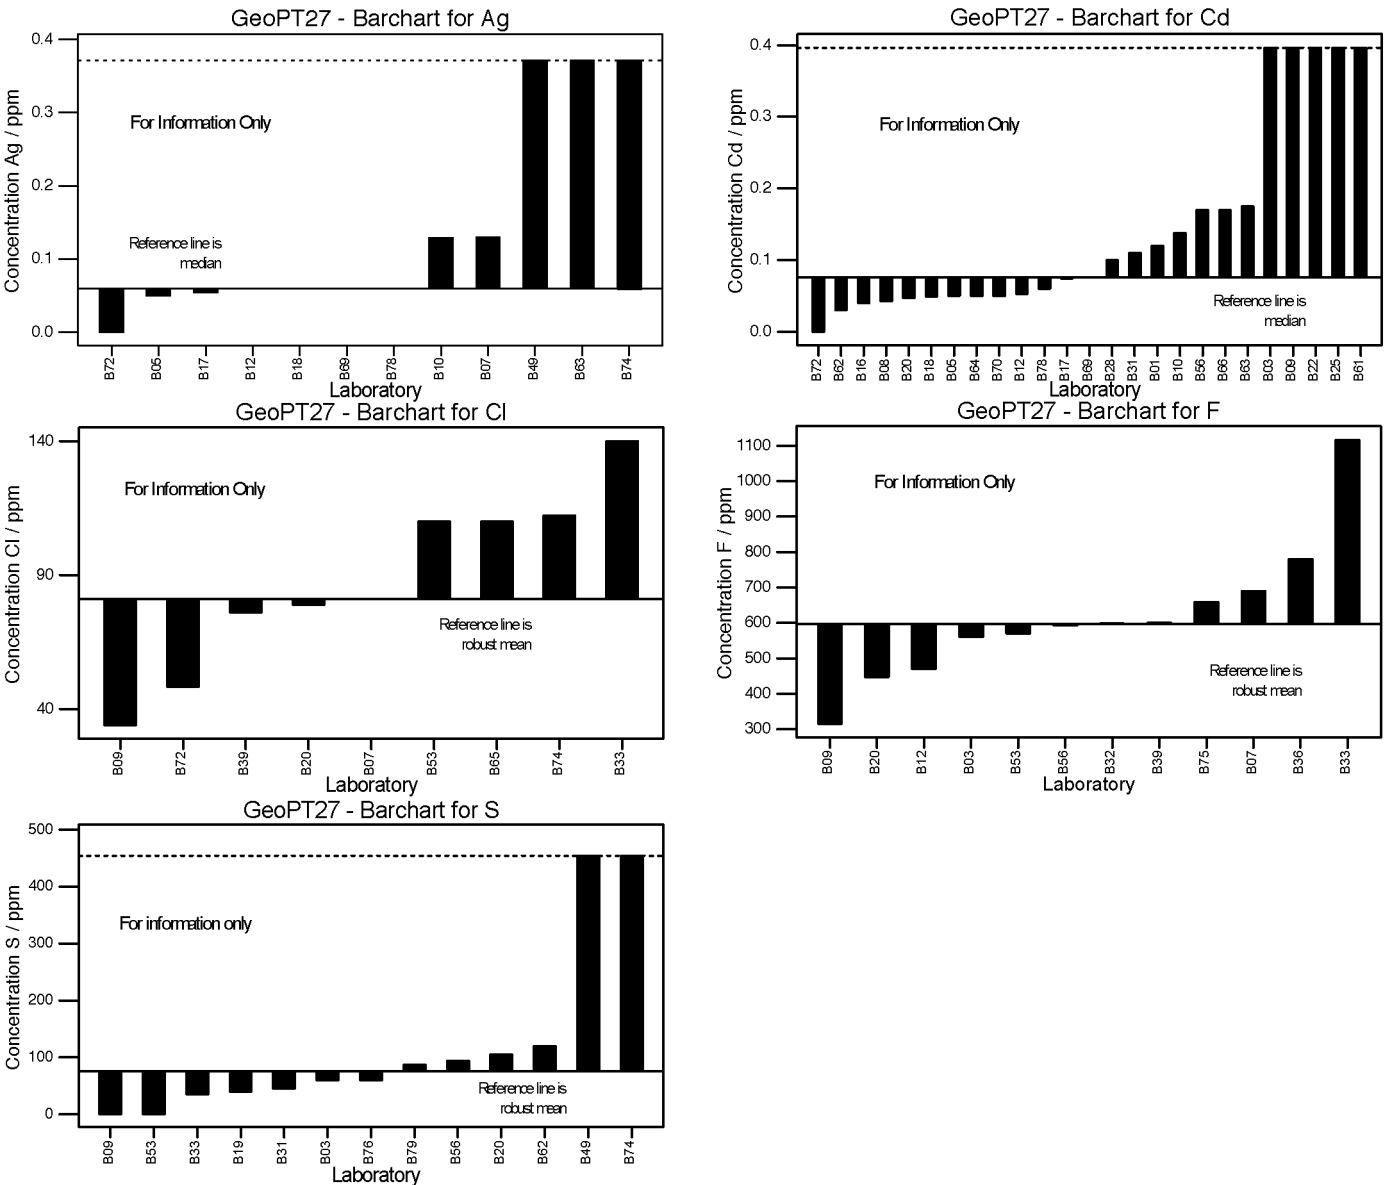 GeoPT27 - Barchart for Ag
Concentration Ag / ppm
0.4
0.3
0.2
0.1
0.0
For Information Only
Reference line is
median
B72 B05 B17 B12 B18 B69 B78 B10 B07 B49 B63 B74
Laboratory
GeoPT27 - Barchart for Cd
Concentration Cd / ppm
0.4
0.3
0.2
0.1
0.0
For Information Only
Reference line is
median
B72 B62 B16 B08 B20 B18 B05 B64 B70 B12 B78 B17 B69 B28 B31 B01 B10 B56 B66 B63 B03 B09 B22 B25 B61
Laboratory
GeoPT27 - Barchart for Cl
Concentration Cl / ppm
140
90
40
For Information Only
Reference line is
robust mean
B09 B72 B39 B20 B07 B53 B65 B74 B33
Laboratory
GeoPT27 - Barchart for F
Concentration F / ppm
1100
1000
900
800
700
600
500
400
300
For Information Only
Reference line is
robust mean
B09 B20 B12 B03 B53 B56 B32 B39 B75 B07 B36 B33
Laboratory
GeoPT27 - Barchart for S
Concentration S / ppm
500
400
300
200
100
0
For information only
Reference line is
robust mean
B09 B53 B33 B19 B31 B03 B76 B79 B56 B20 B62 B49 B74
Laboratory